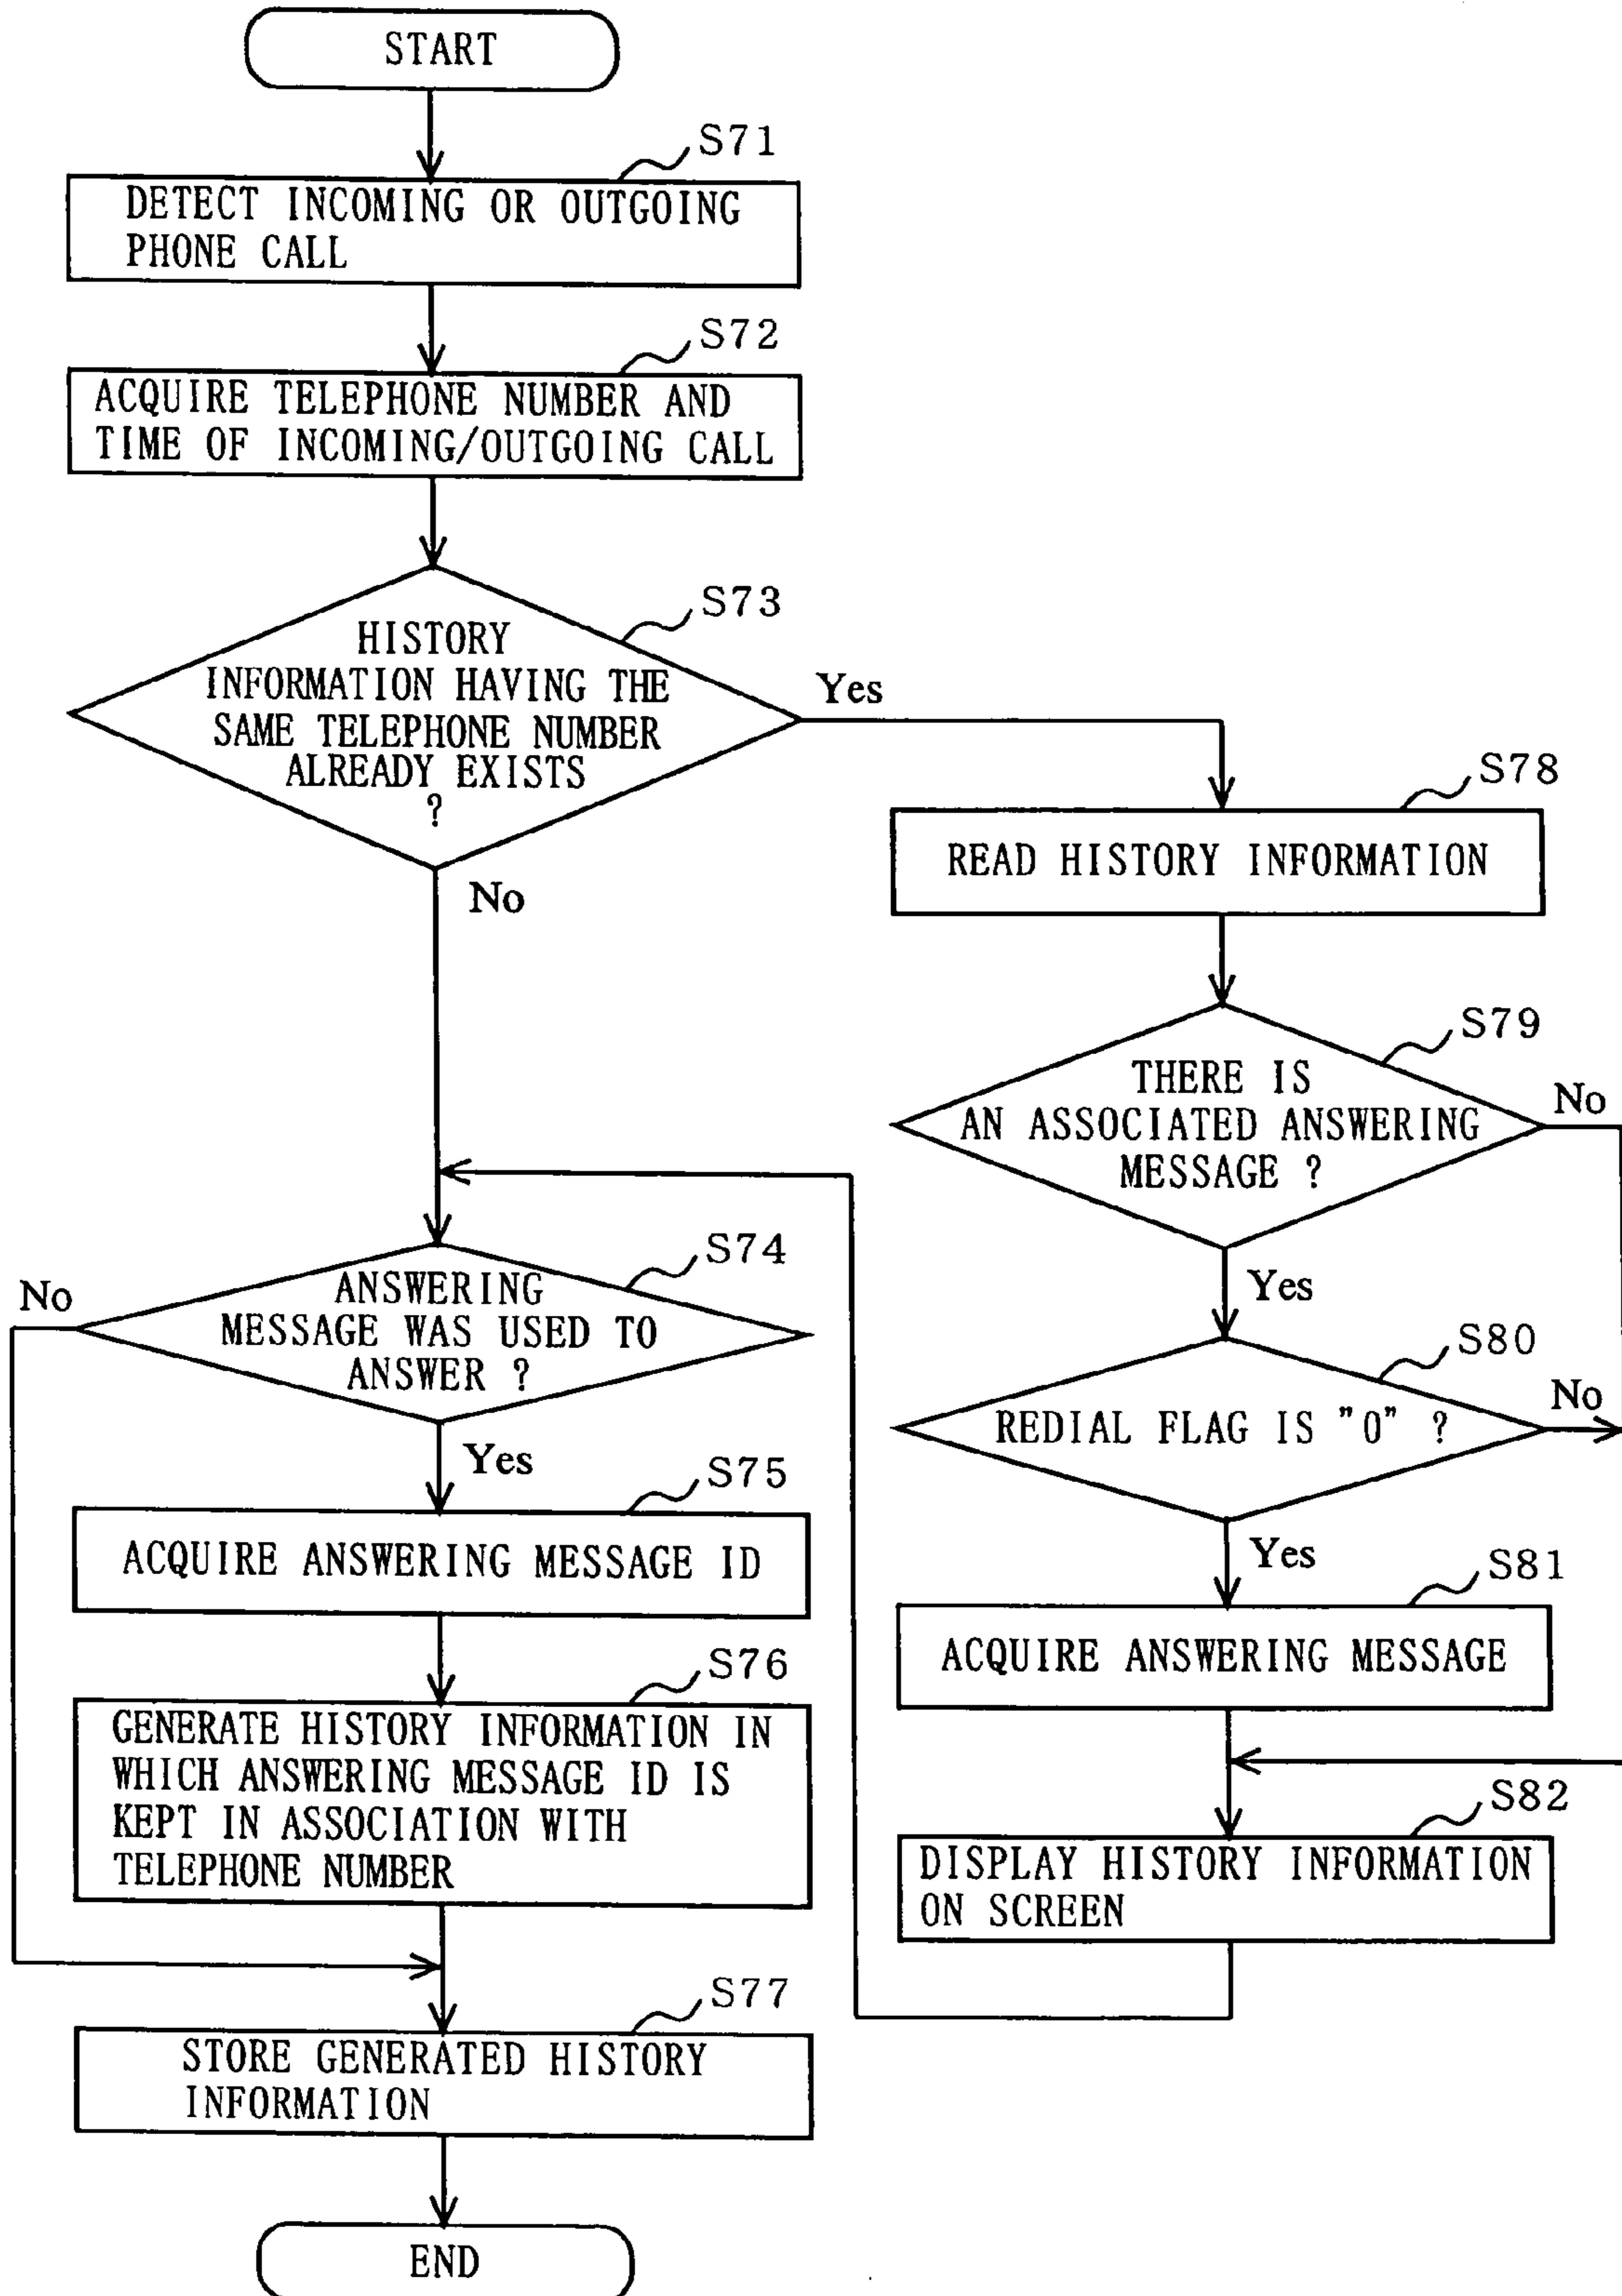 START
S71
DETECT INCOMING OR OUTGOING
PHONE CALL
S72
ACQUIRE TELEPHONE NUMBER AND
TIME OF INCOMING/OUTGOING CALL
S73
HISTORY
INFORMATION HAVING THE
SAME TELEPHONE NUMBER
ALREADY EXISTS
?
Yes
No
S74
ANSWERING
MESSAGE WAS USED TO
ANSWER ?
No
Yes
S75
ACQUIRE ANSWERING MESSAGE ID
S76
GENERATE HISTORY INFORMATION IN
WHICH ANSWERING MESSAGE ID IS
KEPT IN ASSOCIATION WITH
TELEPHONE NUMBER
S77
STORE GENERATED HISTORY
INFORMATION
END
S78
READ HISTORY INFORMATION
S79
THERE IS
AN ASSOCIATED ANSWERING
MESSAGE ?
No
Yes
S80
REDIAL FLAG IS "0" ?
No
Yes
S81
ACQUIRE ANSWERING MESSAGE
S82
DISPLAY HISTORY INFORMATION
ON SCREEN